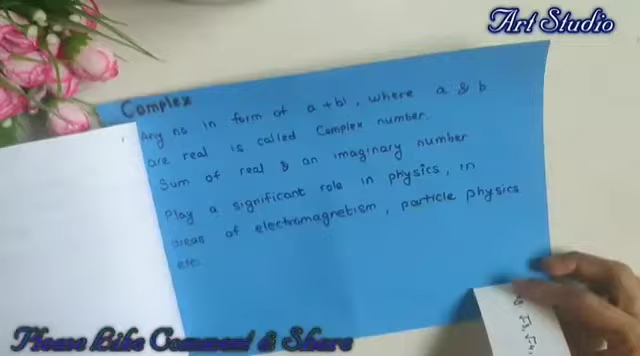 Art Studio
Complex
Any no in form of a+bi, where a & b
are real is called Complex number.
Sum of real & an imaginary number
Play a significant role in physics, in
areas of electromagnetism, particle physics
etc.
Please Like Comment & Share